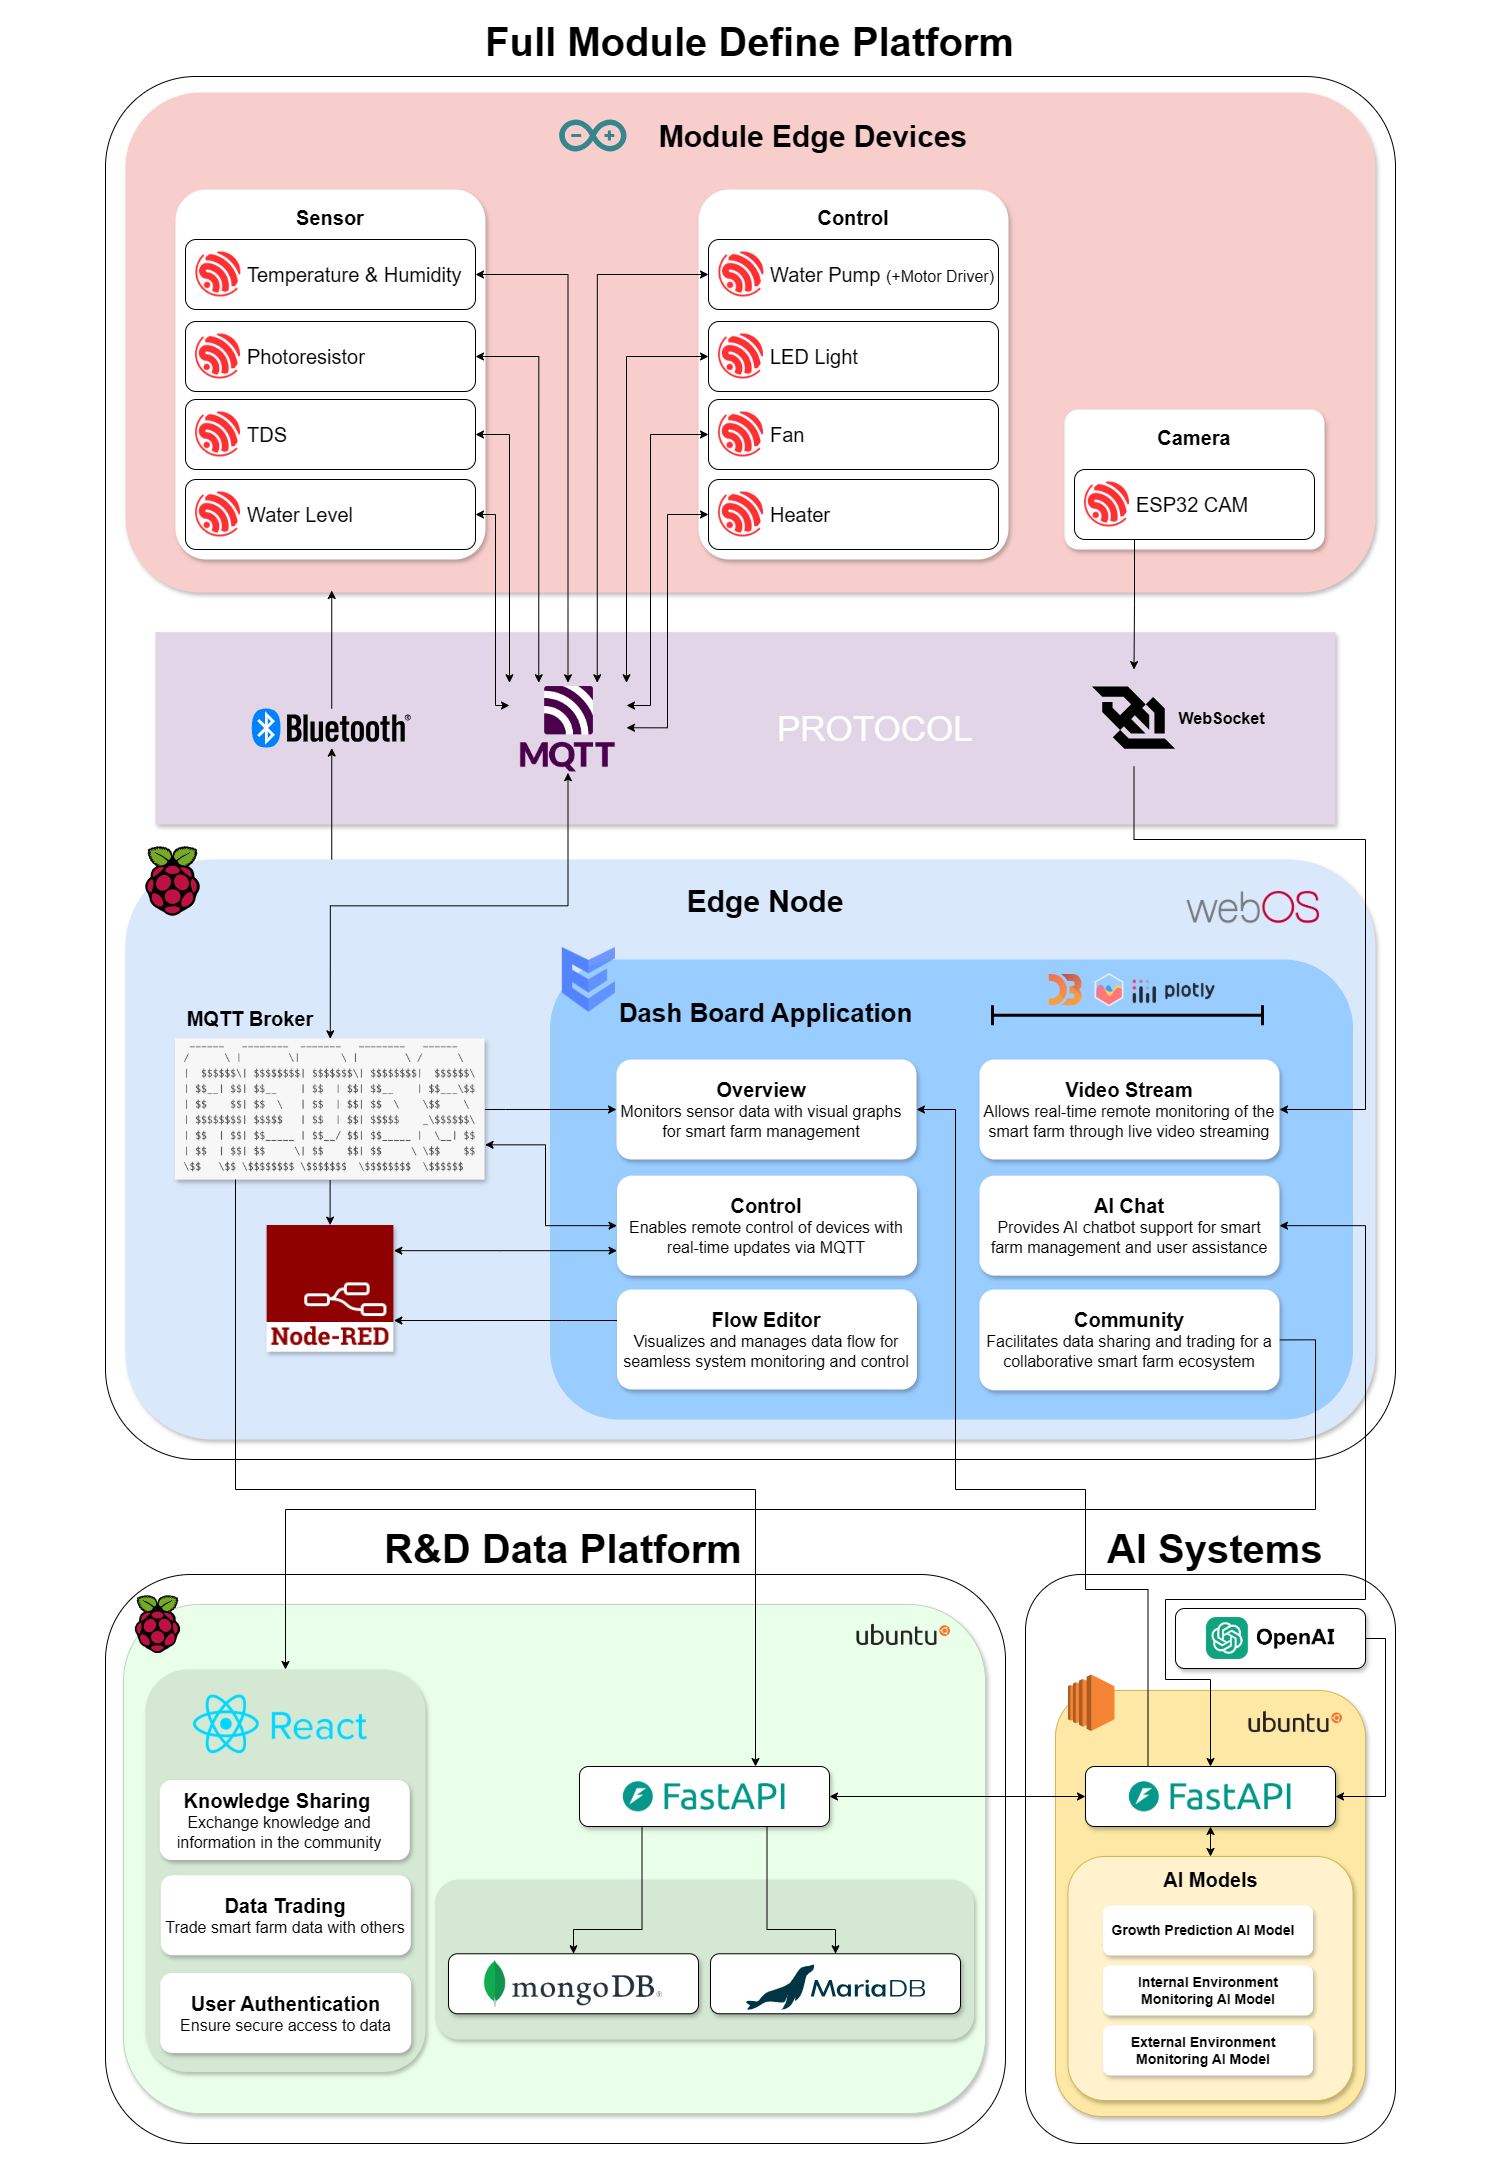 Full Module Define Platform
Module Edge Devices
Sensor
Temperature & Humidity
Photoresistor
TDS
Water Level
Control
Water Pump (+Motor Driver)
LED Light
Fan
Heater
Camera
ESP32 CAM
Bluetooth®
MQTT
PROTOCOL
WebSocket
Edge Node
webOS
MQTT Broker
AEDES
Node-RED
Dash Board Application
plotly
Overview
Monitors sensor data with visual graphs
for smart farm management
Control
Enables remote control of devices with
real-time updates via MQTT
Flow Editor
Visualizes and manages data flow for
seamless system monitoring and control
Video Stream
Allows real-time remote monitoring of the
smart farm through live video streaming
AI Chat
Provides AI chatbot support for smart
farm management and user assistance
Community
Facilitates data sharing and trading for a
collaborative smart farm ecosystem
R&D Data Platform
ubuntu
React
Knowledge Sharing
Exchange knowledge and
information in the community
Data Trading
Trade smart farm data with others
User Authentication
Ensure secure access to data
FastAPI
mongoDB®
MariaDB
AI Systems
OpenAI
ubuntu
FastAPI
AI Models
Growth Prediction AI Model
Internal Environment
Monitoring AI Model
External Environment
Monitoring AI Model